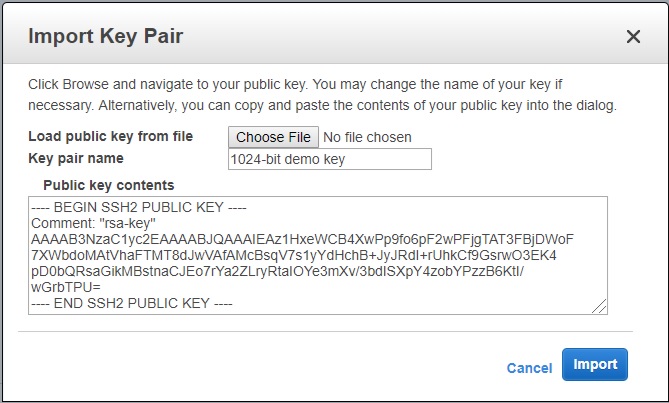 Import Key Pair
Click Browse and navigate to your public key. You may change the name of your key if
necessary. Alternatively, you can copy and paste the contents of your public key into the dialog.
Load public key from file Choose File No file chosen
Key pair name 1024-bit demo key
Public key contents
---- BEGIN SSH2 PUBLIC KEY ----
Comment: "rsa-key"
AAAAB3NzaC1yc2EAAAABJQAAAIEAz1HxeWCB4XwPp9fo6pF2wPFjgTAT3FBjDWoF
7XWbdoMAtVhaFTMT8dJwVAfAMcBsqV7s1yYdHchB+JyJRdI+rUhkCf9GsrwO3EK4
pD0bQRsaGikMBstnaCJEo7rYa2ZLryRtaIOYe3mXv/3bdISXpY4zobYPzzB6KtI/
wGrbTPU=
---- END SSH2 PUBLIC KEY ----
Cancel Import